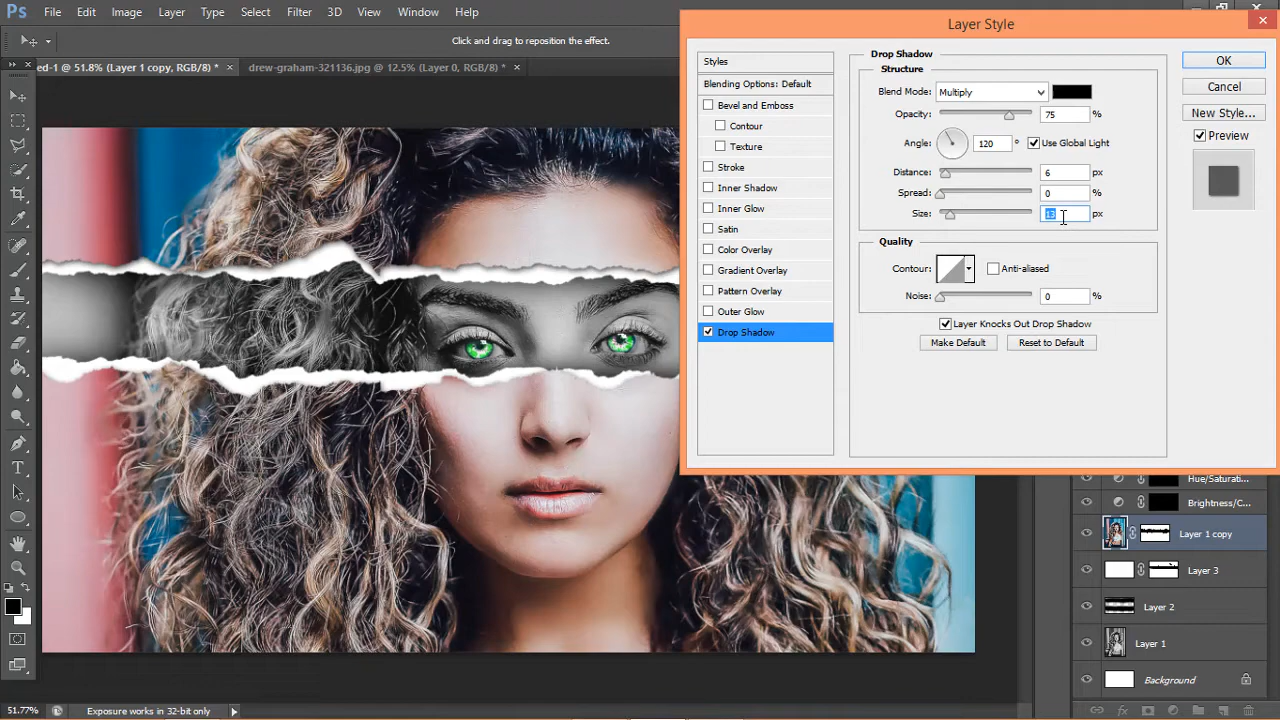 Ps File Edit Image Layer Type Select Filter 3D View Window Help
Click and drag to reposition the effect.
ed-1 @ 51.8% (Layer 1 copy, RGB/8) * × drew-graham-321136.jpg @ 12.5% (Layer 0, RGB/8) * ×
Layer Style
Styles
Blending Options: Default
Bevel and Emboss
Contour
Texture
Stroke
Inner Shadow
Inner Glow
Satin
Color Overlay
Gradient Overlay
Pattern Overlay
Outer Glow
Drop Shadow
Drop Shadow
Structure
Blend Mode: Multiply
Opacity: 75 %
Angle: 120 ° Use Global Light
Distance: 6 px
Spread: 0 %
Size: 13 px
Quality
Contour: Anti-aliased
Noise: 0 %
Layer Knocks Out Drop Shadow
Make Default Reset to Default
OK
Cancel
New Style...
Preview
Hue/Saturati...
Brightness/C...
Layer 1 copy
Layer 3
Layer 2
Layer 1
Background
fx
51.77% Exposure works in 32-bit only